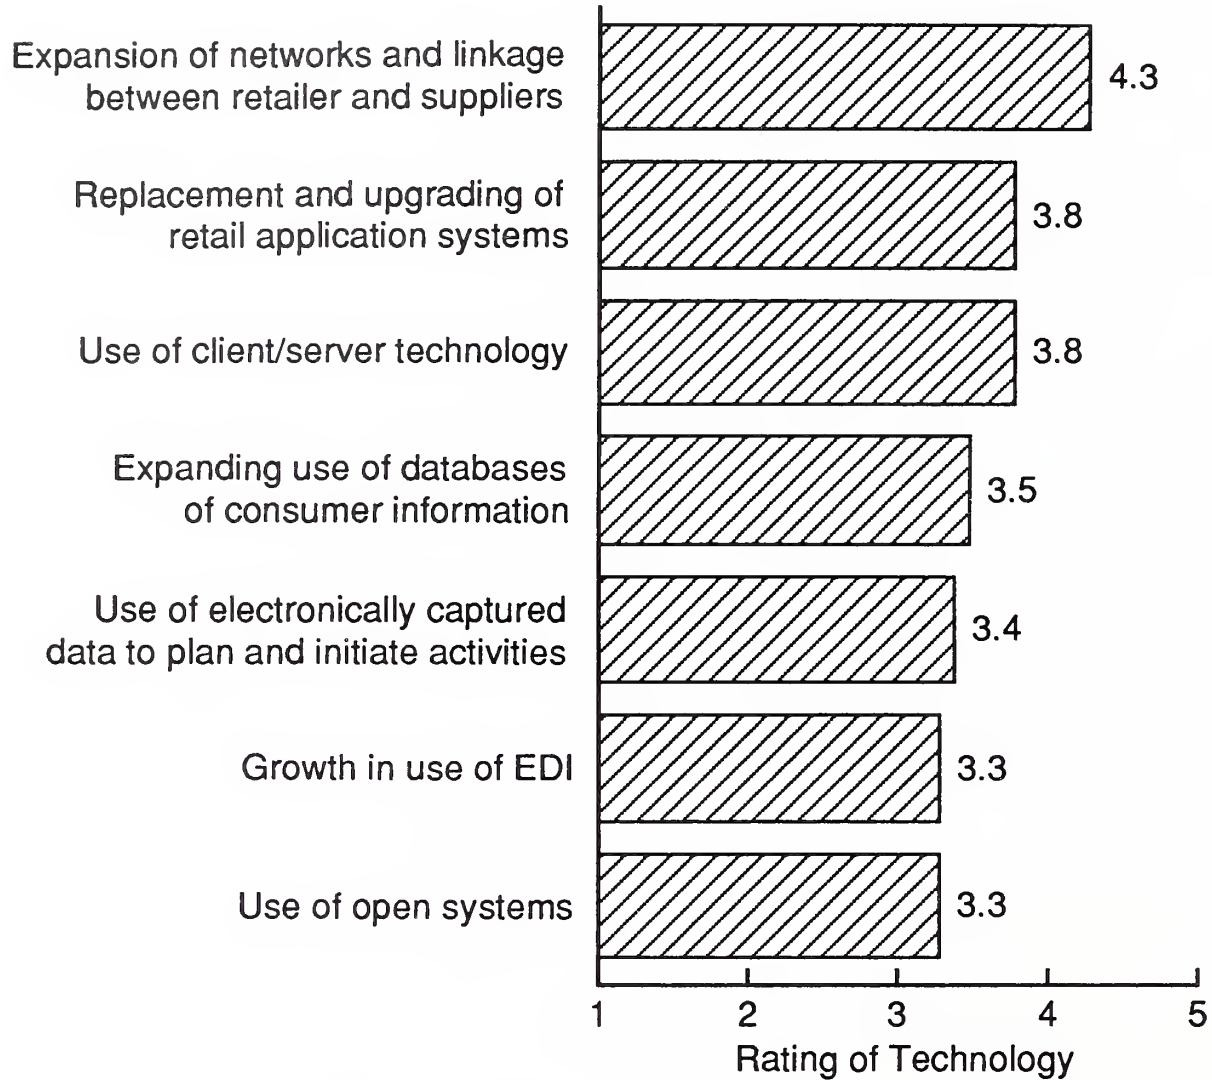 Expansion of networks and linkage
between retailer and suppliers
4.3
Replacement and upgrading of
retail application systems
3.8
Use of client/server technology
3.8
Expanding use of databases
of consumer information
3.5
Use of electronically captured
data to plan and initiate activities
3.4
Growth in use of EDI
3.3
Use of open systems
3.3
1 2 3 4 5
Rating of Technology